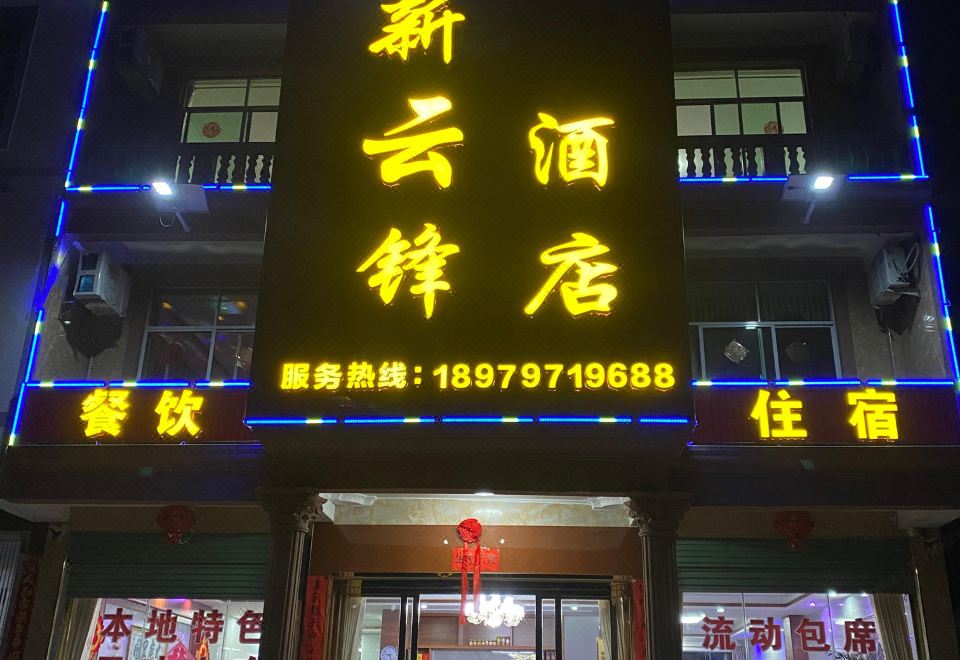 新云锋
酒店
服务热线：18979719688
餐饮
住宿
本地特色
流动包席